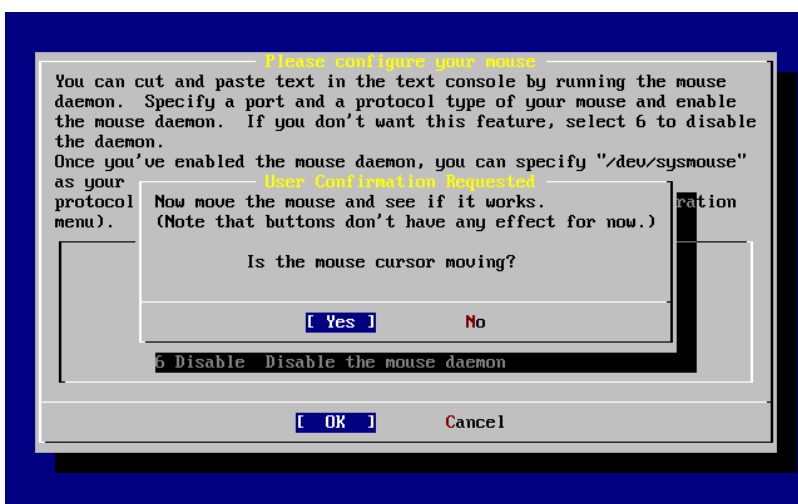 Please configure your mouse
You can cut and paste text in the text console by running the mouse
daemon.  Specify a port and a protocol type of your mouse and enable
the mouse daemon.  If you don't want this feature, select 6 to disable
the daemon.
Once you've enabled the mouse daemon, you can specify "/dev/sysmouse"
as your
User Confirmation Requested
protocol
ration
menu).
Now move the mouse and see if it works.
(Note that buttons don't have any effect for now.)
Is the mouse cursor moving?
[ Yes ]    No
6 Disable  Disable the mouse daemon
[  OK  ]    Cancel